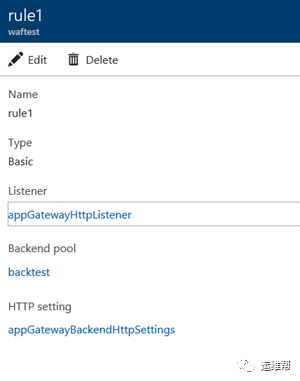 rule1
waftest
Edit
Delete
Name
rule1
Type
Basic
Listener
appGatewayHttpListener
Backend pool
backtest
HTTP setting
appGatewayBackendHttpSettings
运维帮